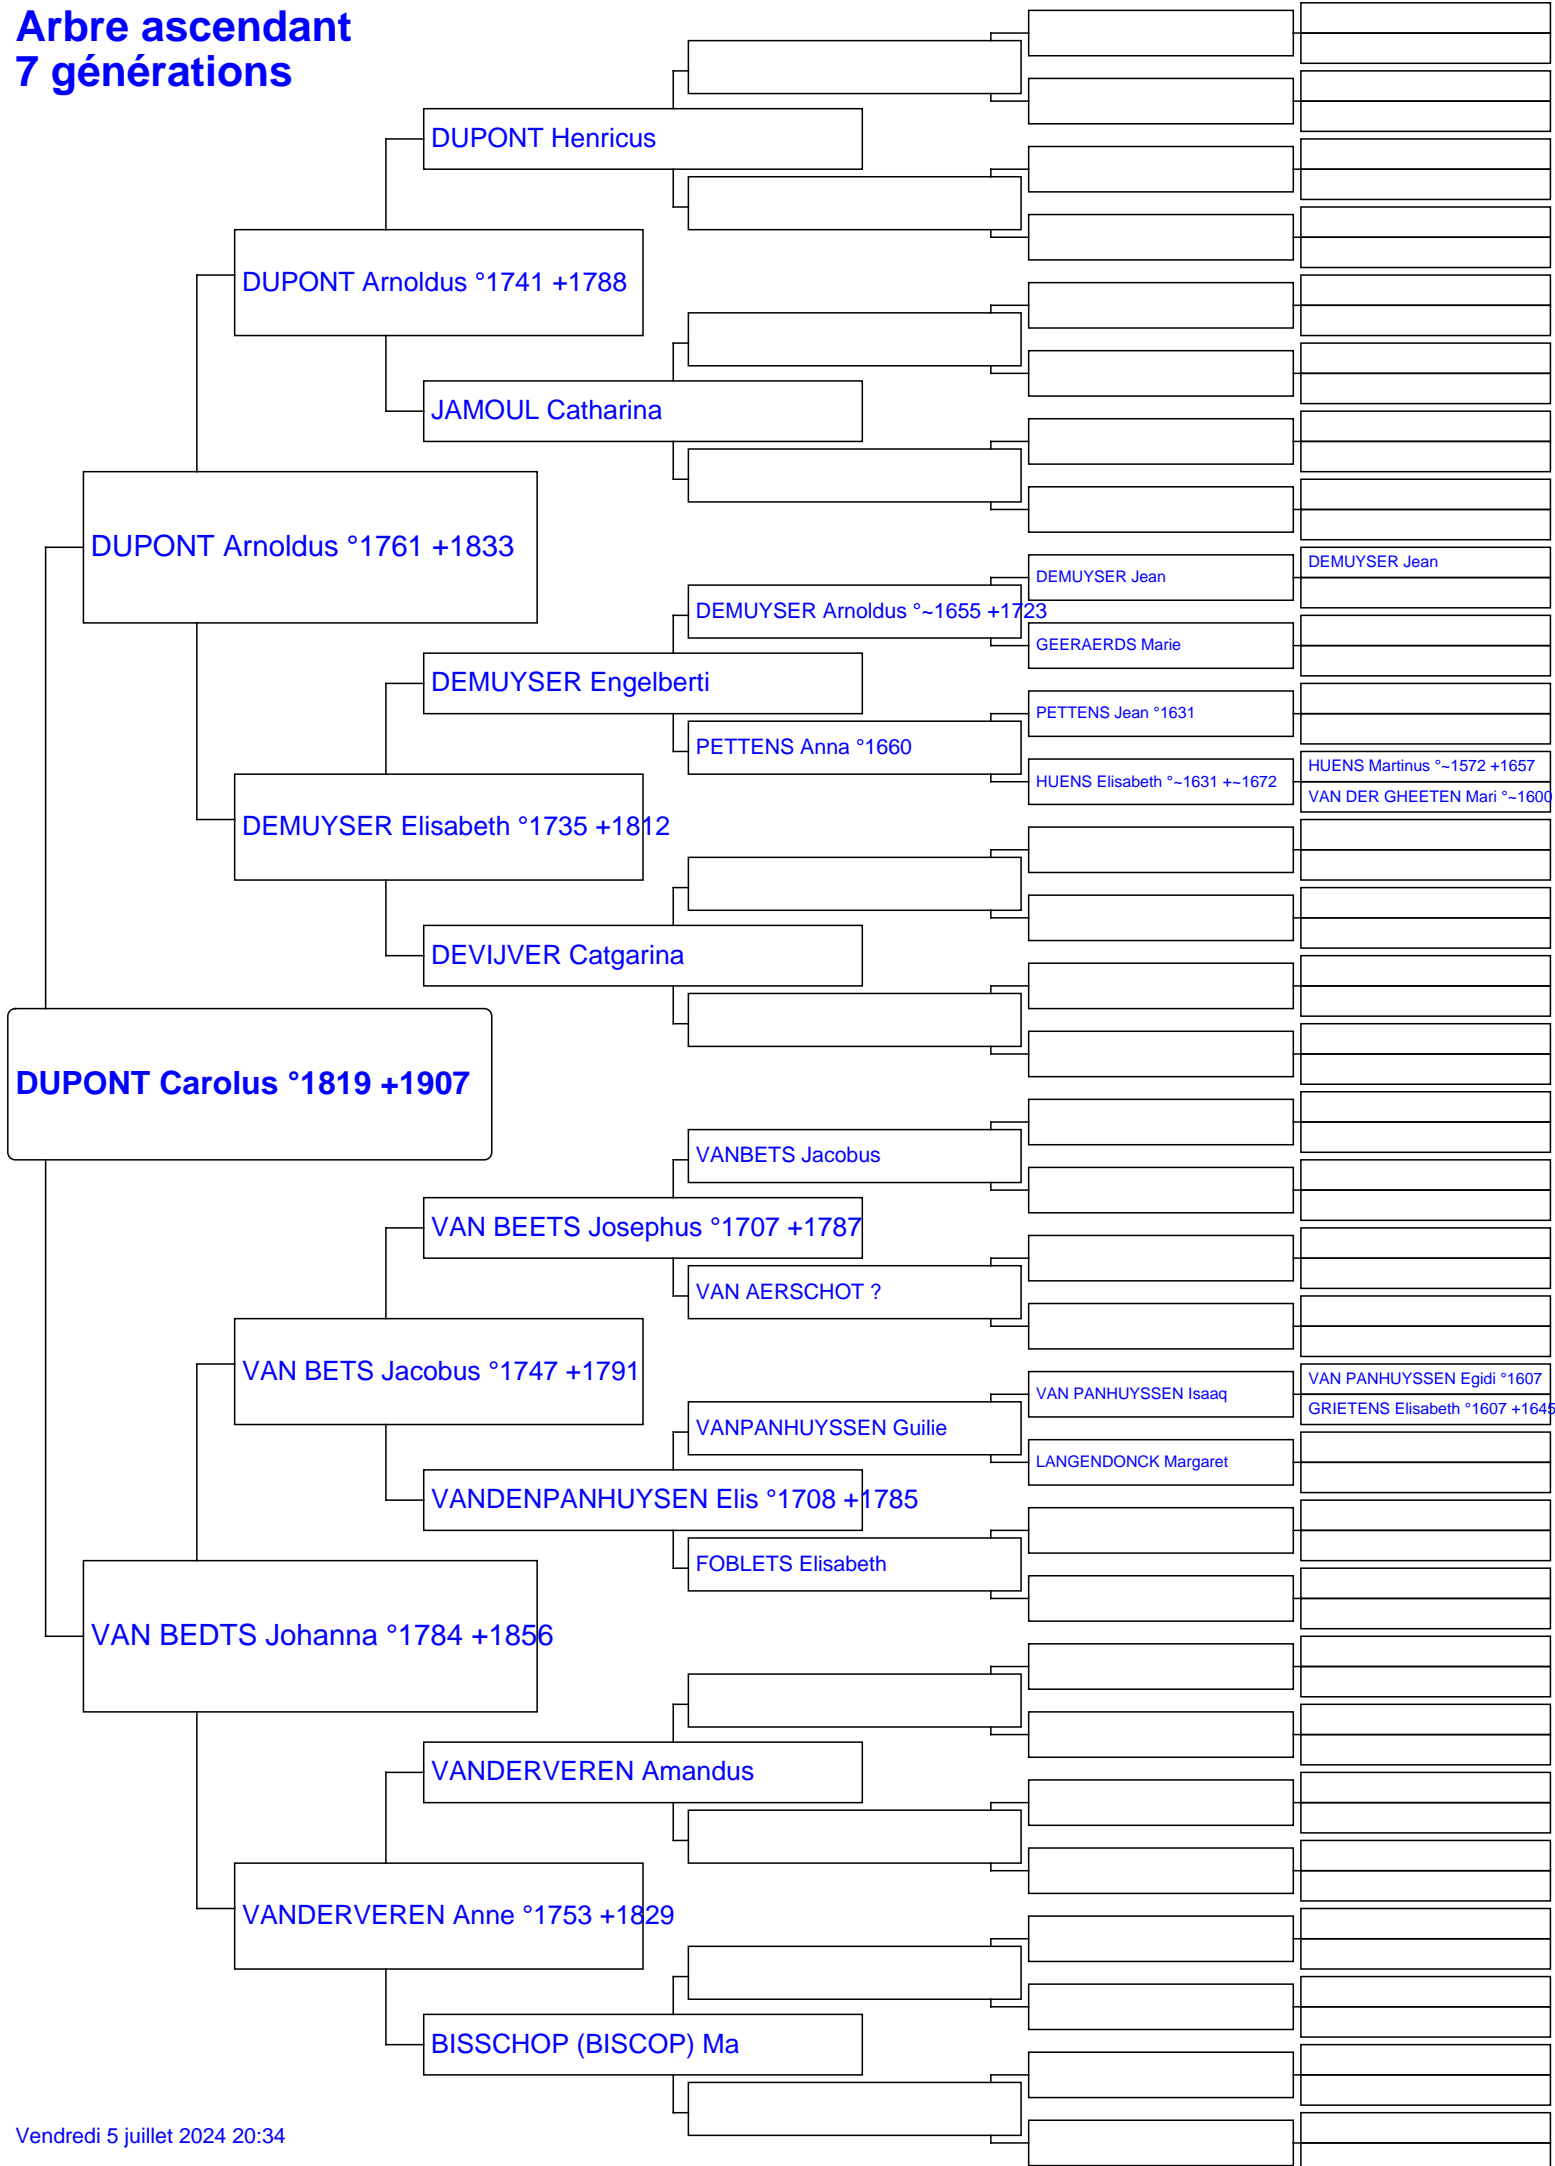 Arbre ascendant
7 générations
DUPONT Henricus
DUPONT Arnoldus °1741 +1788
JAMOUL Catharina
DUPONT Arnoldus °1761 +1833
DEMUYSER Jean
DEMUYSER Jean
DEMUYSER Arnoldus °~1655 +1723
GEERAERDS Marie
DEMUYSER Engelberti
PETTENS Jean °1631
PETTENS Anna °1660
HUENS Martinus °~1572 +1657
HUENS Elisabeth °~1631 +~1672
VAN DER GHEETEN Mari °~1600
DEMUYSER Elisabeth °1735 +1812
DEVIJVER Catgarina
DUPONT Carolus °1819 +1907
VANBETS Jacobus
VAN BEETS Josephus °1707 +1787
VAN AERSCHOT ?
VAN BETS Jacobus °1747 +1791
VAN PANHUYSSEN Egidi °1607
VAN PANHUYSSEN Isaaq
GRIETENS Elisabeth °1607 +1645
VANPANHUYSSEN Guilie
LANGENDONCK Margaret
VANDENPANHUYSEN Elis °1708 +1785
FOBLETS Elisabeth
VAN BEDTS Johanna °1784 +1856
VANDERVEREN Amandus
VANDERVEREN Anne °1753 +1829
BISSCHOP (BISCOP) Ma
Vendredi 5 juillet 2024 20:34